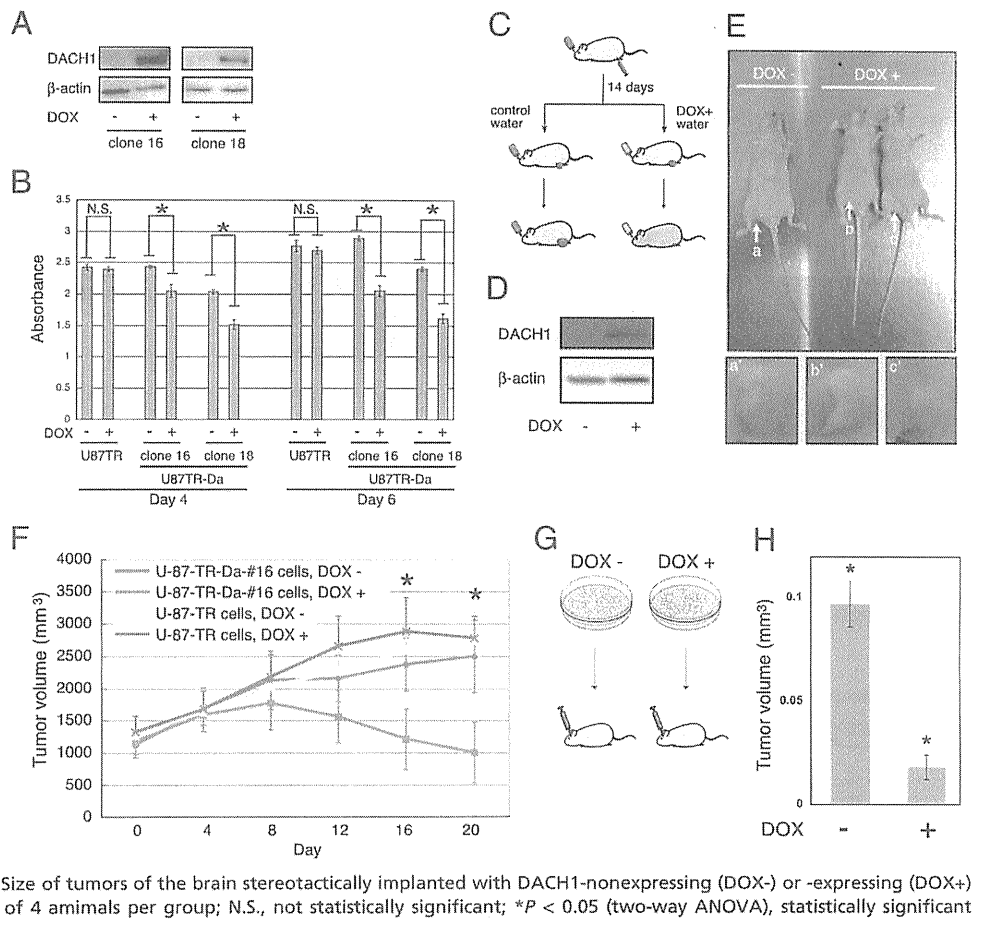 A
DACH1
β-actin
DOX - + - +
clone 16 clone 18
B
3.5
3
2.5
2
1.5
1
0.5
0
Absorbance
N.S. * * N.S. * *
DOX - + - + - + - + - + - +
U87TR clone 16 clone 18 U87TR clone 16 clone 18
U87TR-Da U87TR-Da
Day 4 Day 6
C
14 days
control water
DOX+ water
D
DACH1
β-actin
DOX - +
E
DOX - DOX +
a b c
a' b' c'
F
4000
3500
3000
2500
2000
1500
1000
500
0
Tumor volume (mm3)
U-87-TR-Da-#16 cells, DOX -
U-87-TR-Da-#16 cells, DOX +
U-87-TR cells, DOX -
U-87-TR cells, DOX +
* *
0 4 8 12 16 20
Day
G
DOX - DOX +
H
0.1
0.05
0
Tumor volume (mm3)
* *
DOX - +
Size of tumors of the brain stereotactically implanted with DACH1-nonexpressing (DOX-) or -expressing (DOX+)
of 4 amimals per group; N.S., not statistically significant; *P < 0.05 (two-way ANOVA), statistically significant